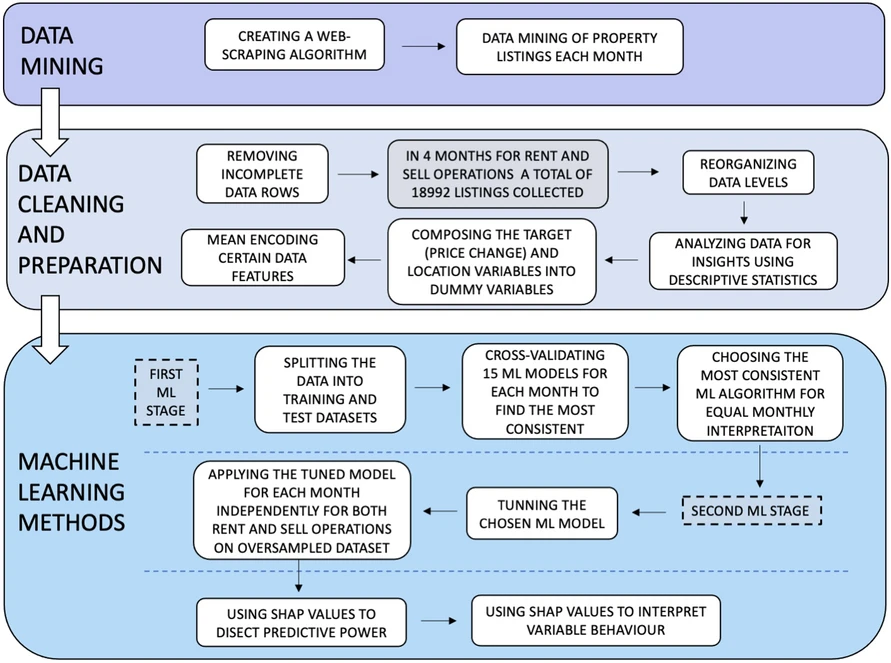 DATA
MINING
CREATING A WEB-
SCRAPING ALGORITHM
DATA MINING OF PROPERTY
LISTINGS EACH MONTH
DATA
CLEANING
AND
PREPARATION
REMOVING
INCOMPLETE
DATA ROWS
IN 4 MONTHS FOR RENT AND
SELL OPERATIONS A TOTAL OF
18992 LISTINGS COLLECTED
REORGANIZING
DATA LEVELS
ANALYZING DATA FOR
INSIGHTS USING
DESCRIPTIVE STATISTICS
COMPOSING THE TARGET
(PRICE CHANGE) AND
LOCATION VARIABLES INTO
DUMMY VARIABLES
MEAN ENCODING
CERTAIN DATA
FEATURES
MACHINE
LEARNING
METHODS
FIRST
ML
STAGE
SPLITTING THE
DATA INTO
TRAINING AND
TEST DATASETS
CROSS-VALIDATING
15 ML MODELS FOR
EACH MONTH TO
FIND THE MOST
CONSISTENT
CHOOSING THE
MOST CONSISTENT
ML ALGORITHM FOR
EQUAL MONTHLY
INTERPRETAITON
SECOND ML STAGE
TUNNING THE
CHOSEN ML MODEL
APPLYING THE TUNED MODEL
FOR EACH MONTH
INDEPENDENTLY FOR BOTH
RENT AND SELL OPERATIONS
ON OVERSAMPLED DATASET
USING SHAP VALUES TO
DISECT PREDICTIVE POWER
USING SHAP VALUES TO INTERPRET
VARIABLE BEHAVIOUR